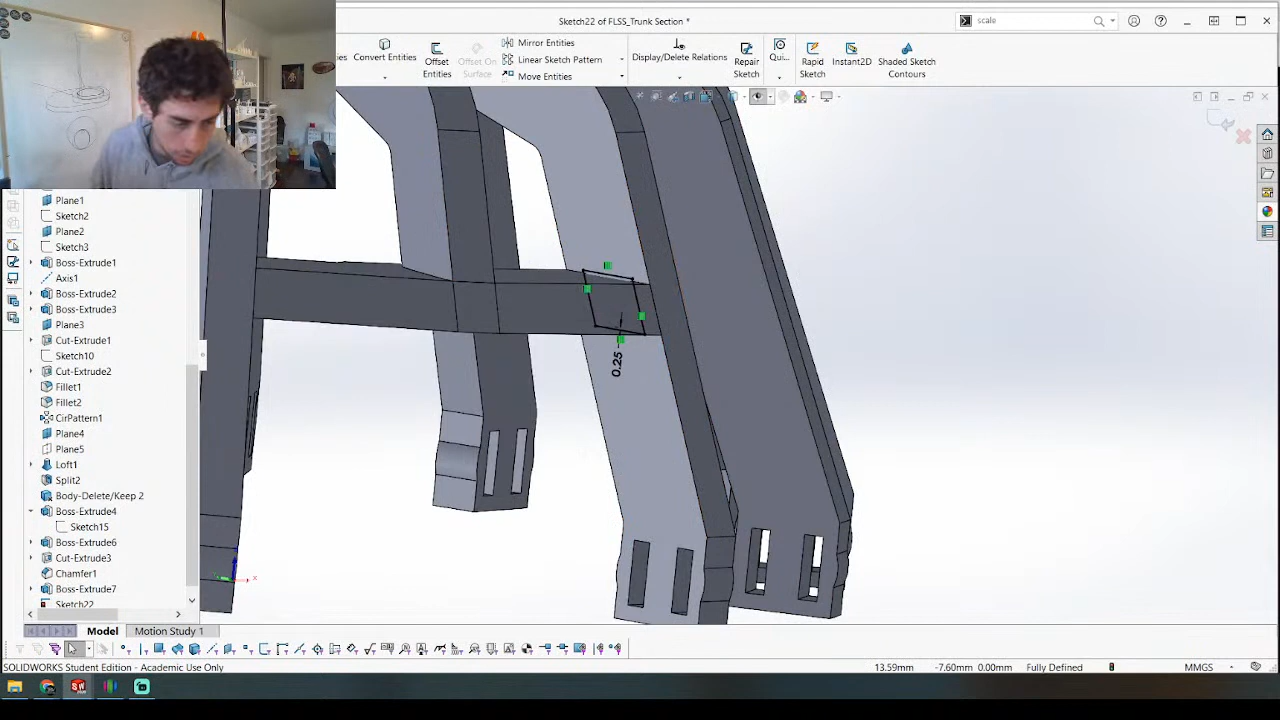 Sketch22 of FLSS_Trunk Section *
scale
Convert Entities
Offset Entities
Offset On Surface
Mirror Entities
Linear Sketch Pattern
Move Entities
Display/Delete Relations
Repair Sketch
Qui...
Rapid Sketch
Instant2D
Shaded Sketch Contours
Plane1
Sketch2
Plane2
Sketch3
Boss-Extrude1
Axis1
Boss-Extrude2
Boss-Extrude3
Plane3
Cut-Extrude1
Sketch10
Cut-Extrude2
Fillet1
Fillet2
CirPattern1
Plane4
Plane5
Loft1
Split2
Body-Delete/Keep 2
Boss-Extrude4
Sketch15
Boss-Extrude6
Cut-Extrude3
Chamfer1
Boss-Extrude7
Sketch22
0.25
Model
Motion Study 1
SOLIDWORKS Student Edition - Academic Use Only
13.59mm
-7.60mm 0.00mm
Fully Defined
MMGS